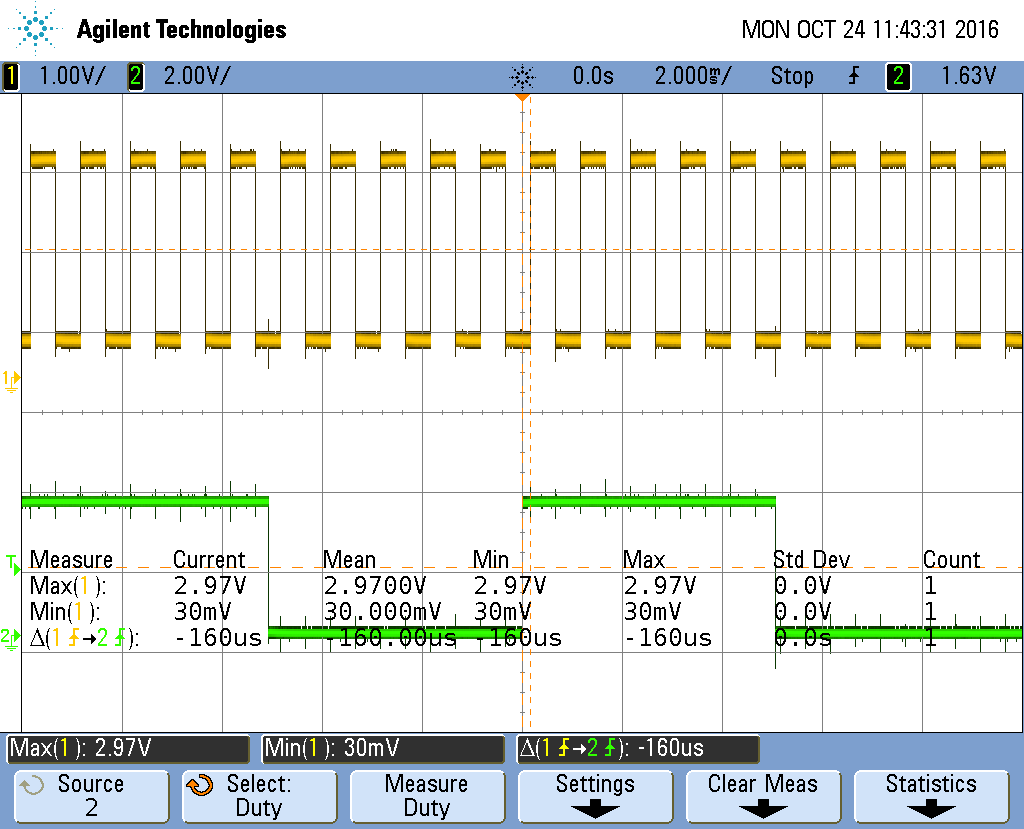 Agilent Technologies MON OCT 24 11:43:31 2016
1 1.00V/ 2 2.00V/ 0.0s 2.000ms/ Stop 2 1.63V
1
T
2
Measure Current Mean Min Max Std Dev Count
Max(1): 2.97V 2.9700V 2.97V 2.97V 0.0V 1
Min(1): 30mV 30.000mV 30mV 30mV 0.0V 1
Δ(1→2): -160us -160.00us -160us -160us 0.0s 1
Max(1): 2.97V Min(1): 30mV Δ(1→2): -160us
Source Select: Measure Settings Clear Meas Statistics
2 Duty Duty